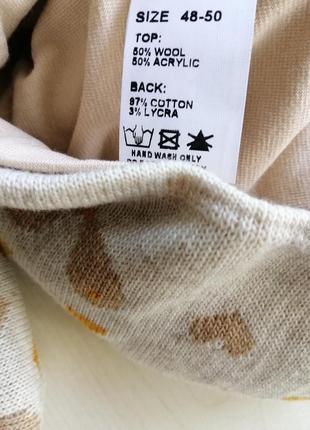 SIZE 48-50
TOP:
50% WOOL
50% ACRYLIC
BACK:
97% COTTON
3% LYCRA
HAND WASH ONLY